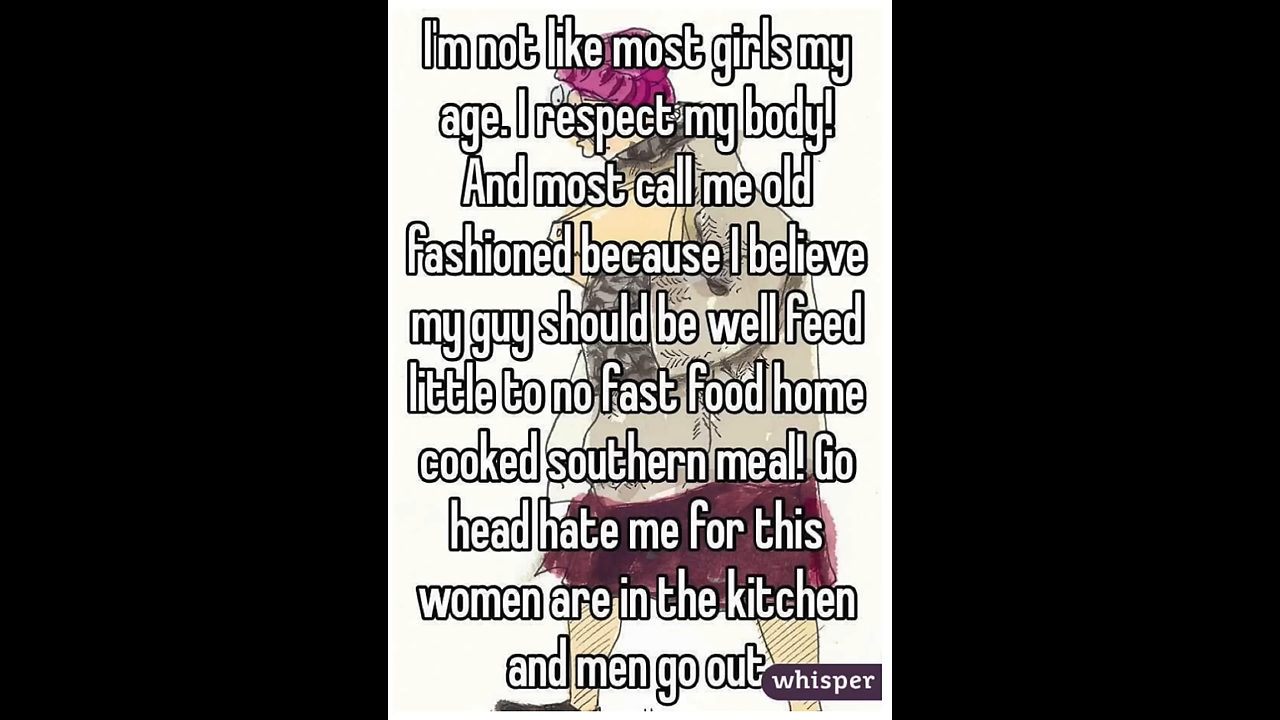 I'm not like most girls my
age. I respect my body!
And most call me old
fashioned because I believe
my guy should be well feed
little to no fast food home
cooked southern meal! Go
head hate me for this
women are in the kitchen
and men go out
whisper